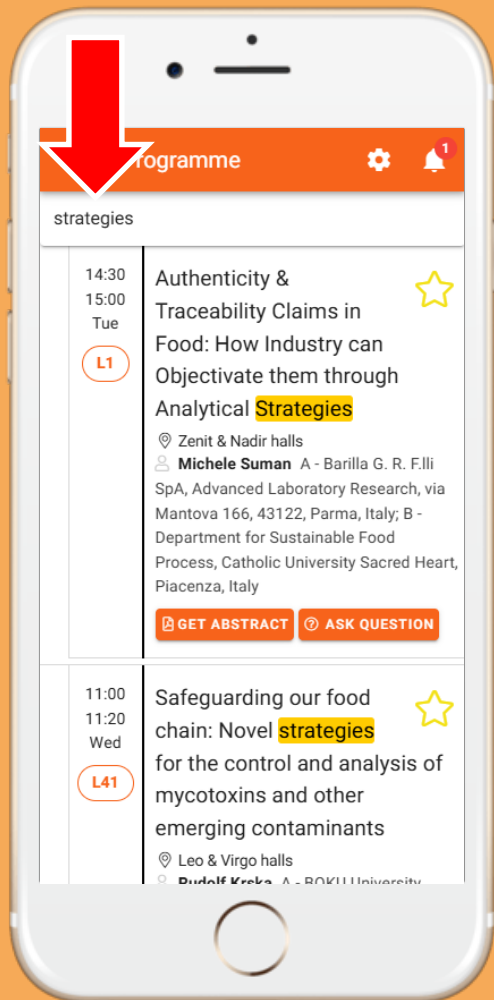 rogramme
1
strategies
14:30
15:00
Tue
L1
Authenticity &
Traceability Claims in
Food: How Industry can
Objectivate them through
Analytical Strategies
Zenit & Nadir halls
Michele Suman A - Barilla G. R. F.lli
SpA, Advanced Laboratory Research, via
Mantova 166, 43122, Parma, Italy; B -
Department for Sustainable Food
Process, Catholic University Sacred Heart,
Piacenza, Italy
GET ABSTRACT
ASK QUESTION
11:00
11:20
Wed
L41
Safeguarding our food
chain: Novel strategies
for the control and analysis of
mycotoxins and other
emerging contaminants
Leo & Virgo halls
Rudolf Krska A - BOKU University